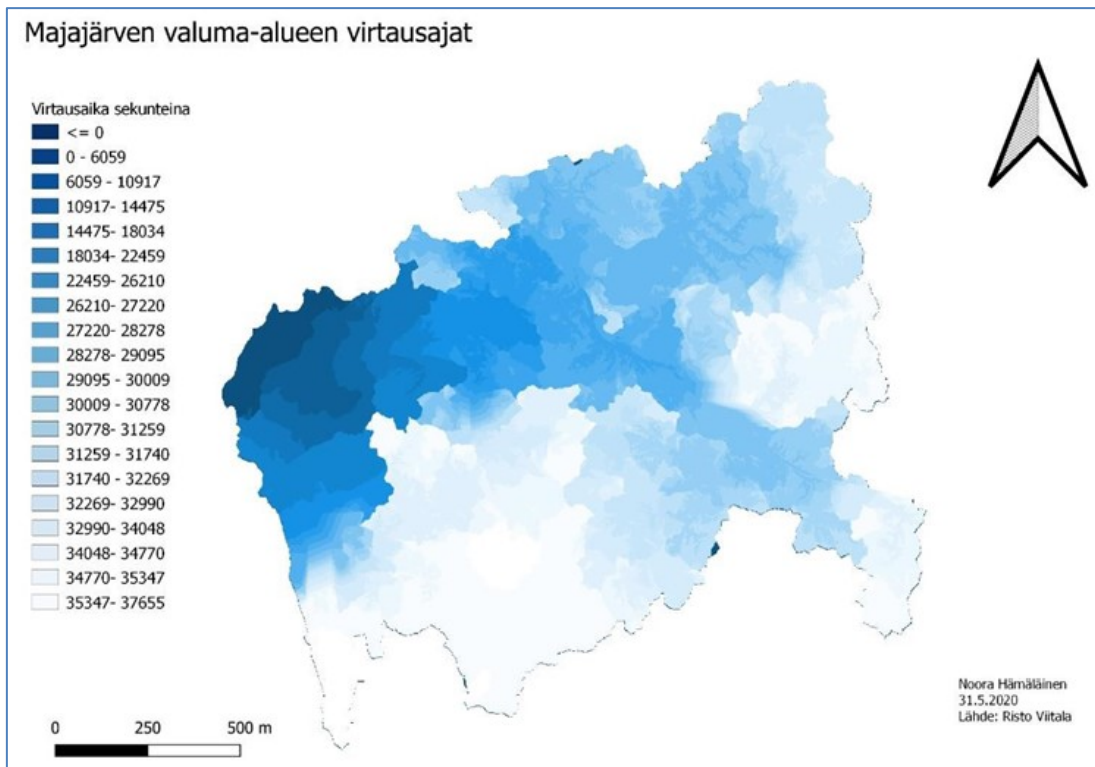 Majajärven valuma-alueen virtausajat
Virtausaika sekunteina
<= 0
0 - 6059
6059 - 10917
10917- 14475
14475- 18034
18034- 22459
22459- 26210
26210- 27220
27220- 28278
28278- 29095
29095 - 30009
30009 - 30778
30778- 31259
31259 - 31740
31740 - 32269
32269- 32990
32990- 34048
34048- 34770
34770- 35347
35347- 37655
0 250 500 m
Noora Hämäläinen
31.5.2020
Lähde: Risto Viitala